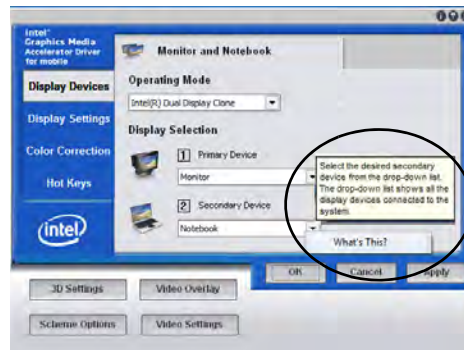 Intel®
Graphics Media
Accelerator Driver
for mobile
Monitor and Notebook
Display Devices
Operating Mode
Intel(R) Dual Display Clone
Display Settings
Display Selection
Color Correction
1 Primary Device
Monitor
Select the desired secondary
device from the drop-down list.
The drop-down list shows all the
display devices connected to the
system.
Hot Keys
2 Secondary Device
Notebook
intel
What's This?
OK
Cancel
Apply
3D Settings
Video Overlay
Scheme Options
Video Settings